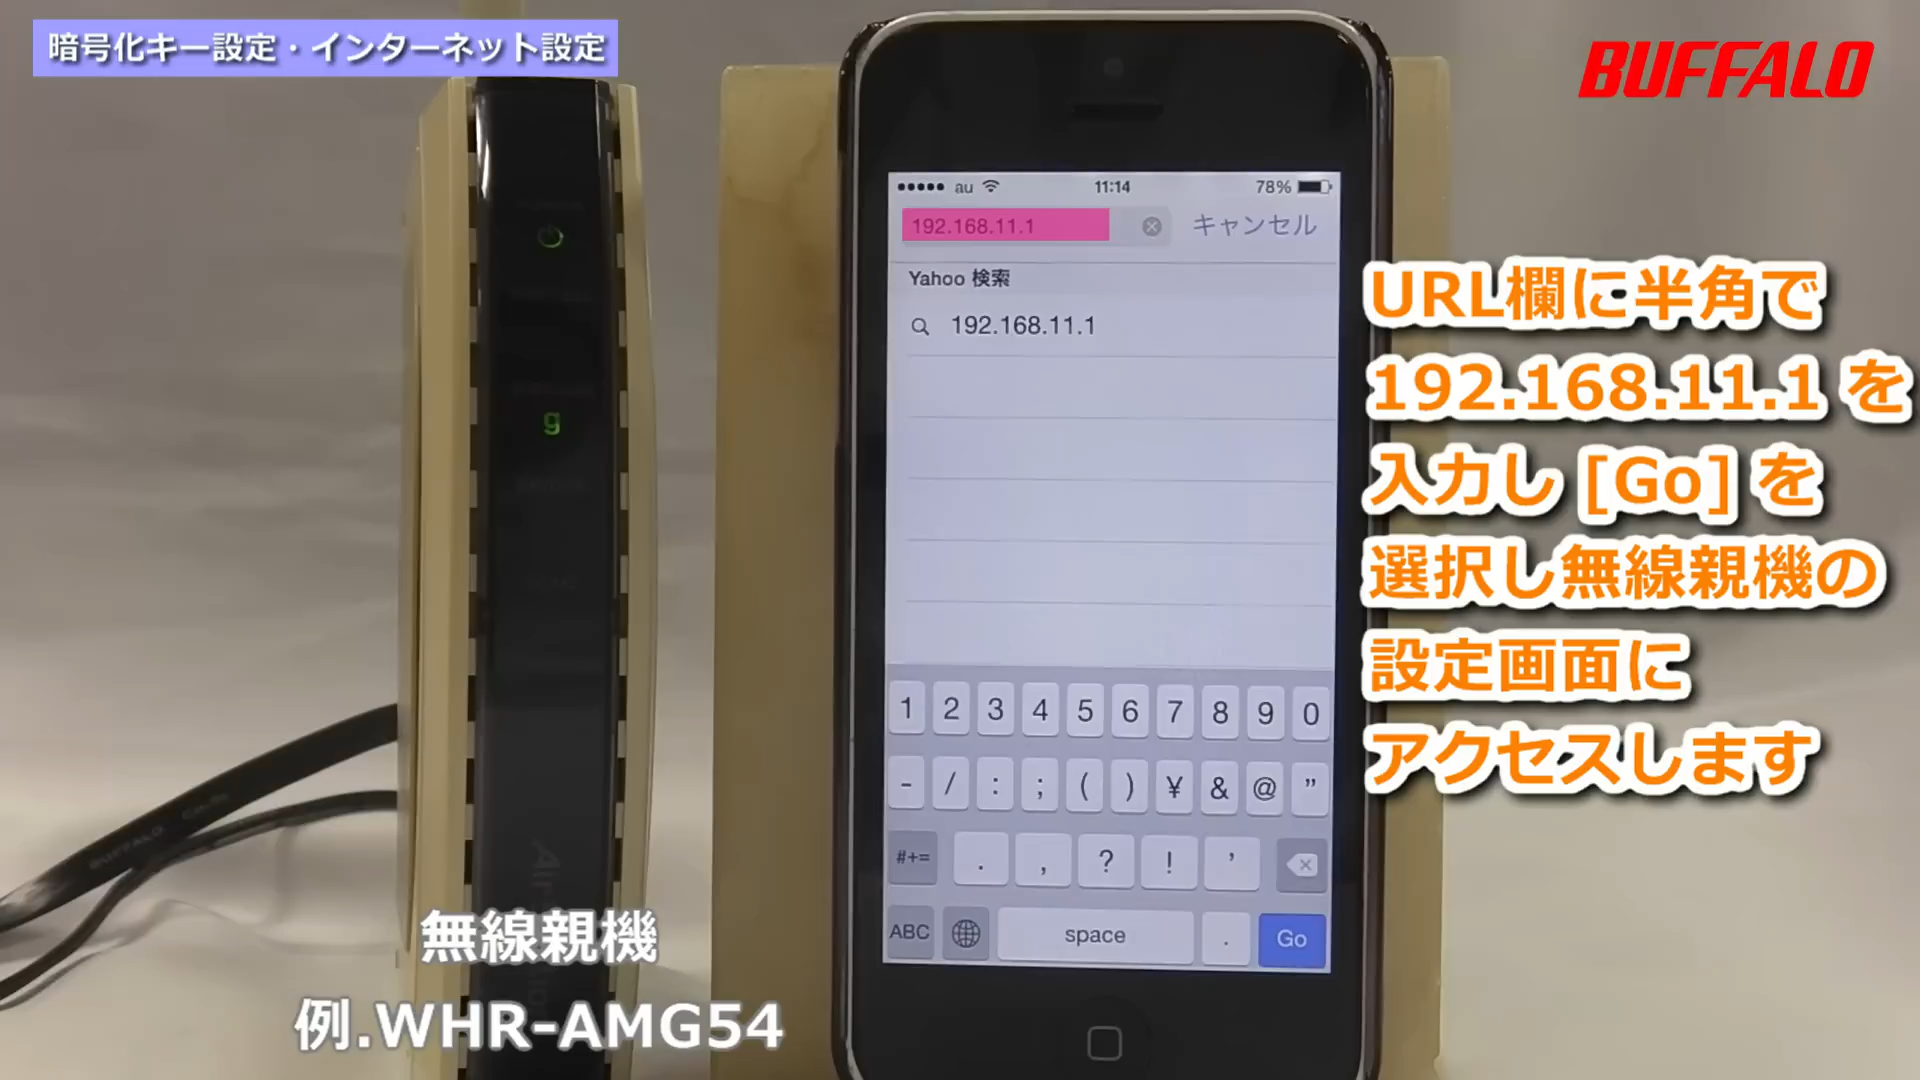 暗号化キー設定・インターネット設定
BUFFALO
au 11:14 78%
192.168.11.1 キャンセル
Yahoo 検索
192.168.11.1
URL欄に半角で
192.168.11.1 を
入力し [Go] を
選択し無線親機の
設定画面に
アクセスします
g
1 2 3 4 5 6 7 8 9 0
- / : ; ( ) ¥ & @ ”
#+= . , ? ! ’
ABC space . Go
BUFFALO
無線親機
例.WHR-AMG54